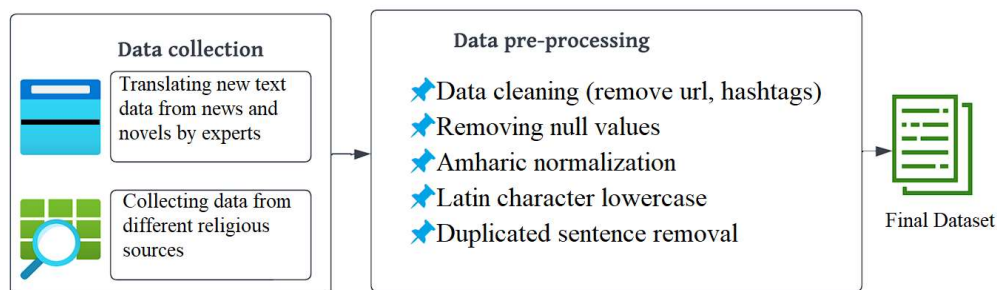 Data collection
Translating new text
data from news and
novels by experts
Collecting data from
different religious
sources
Data pre-processing
Data cleaning (remove url, hashtags)
Removing null values
Amharic normalization
Latin character lowercase
Duplicated sentence removal
Final Dataset